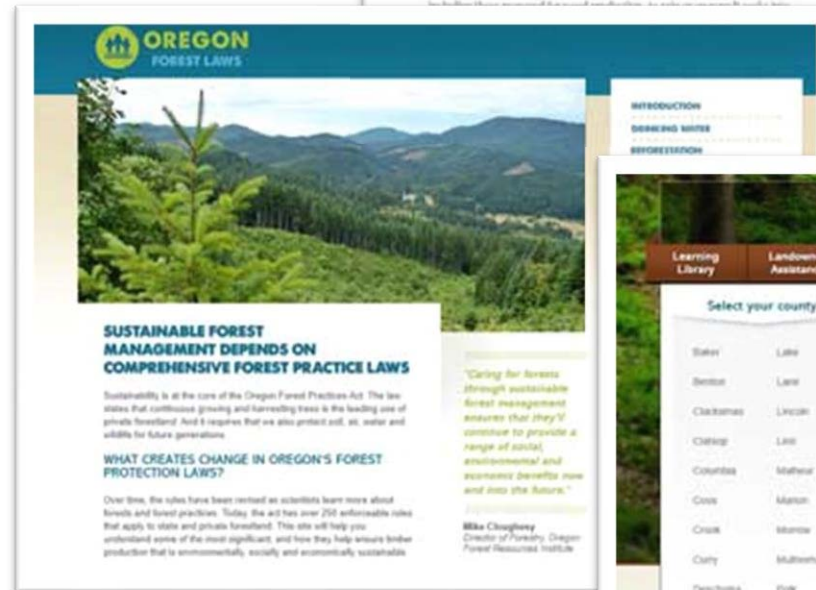 OREGON
FOREST LAWS
INTRODUCTION
DRINKING WATER
REFORESTATION
SUSTAINABLE FOREST
MANAGEMENT DEPENDS ON
COMPREHENSIVE FOREST PRACTICE LAWS
Sustainability is at the core of the Oregon Forest Practices Act. The law
states that continuous growing and harvesting trees is the leading use of
private forestland. And it requires that we also protect soil, air, water and
wildlife for future generations.
WHAT CREATES CHANGE IN OREGON'S FOREST
PROTECTION LAWS?
Over time, the rules have been revised as scientists learn more about
forests and forest practices. Today, the act has over 250 enforceable rules
that apply to state and private forestland. This site will help you
understand some of the most significant, and how they help ensure timber
production that is environmentally, socially and economically sustainable.
"Caring for forests
through sustainable
forest management
ensures that they'll
continue to provide a
range of social,
environmental and
economic benefits now
and into the future."
Mike Cloughesy
Director of Forestry, Oregon
Forest Resources Institute
Learning
Library
Select your county
Baker Lake
Benton Lane
Clackamas Lincoln
Clatsop Linn
Columbia Malheur
Coos Marion
Crook Morrow
Curry